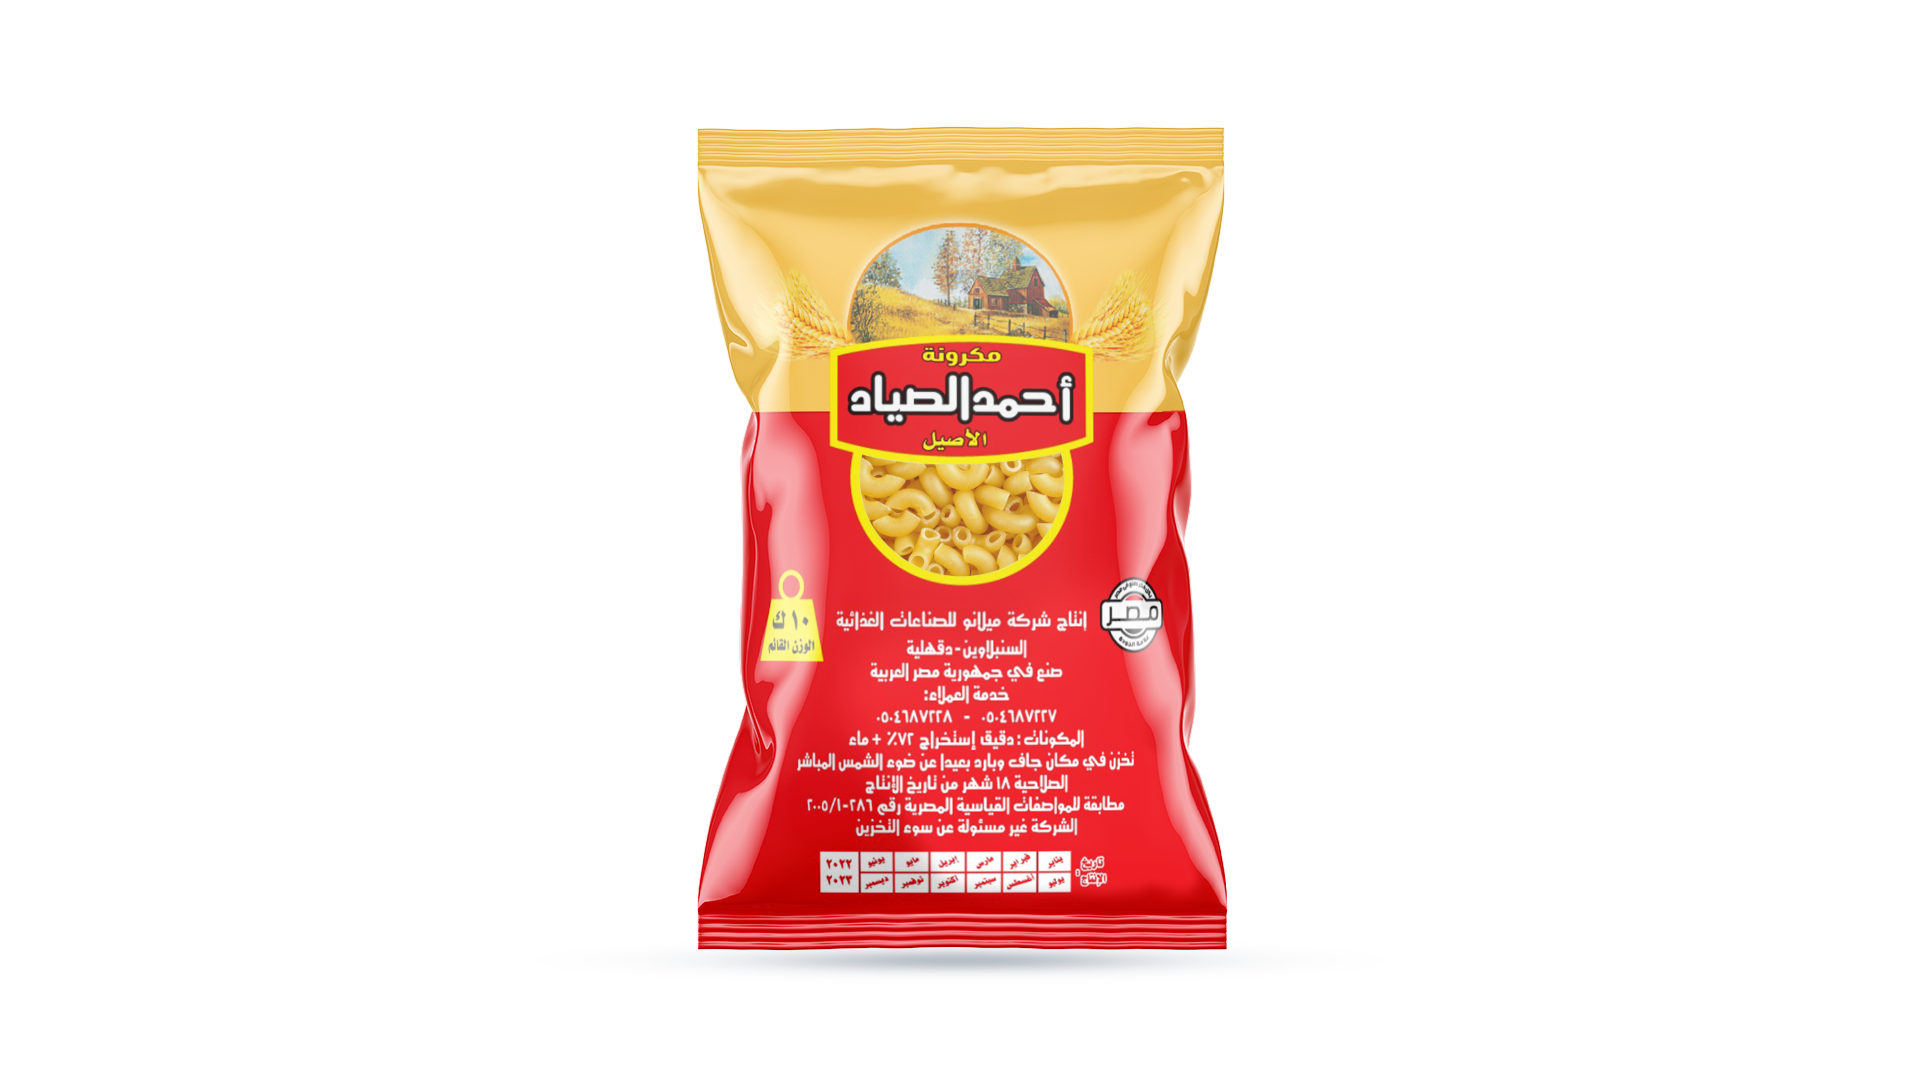 مكرونة
أحمد الصياد
الأصيل
١٠ ك
الوزن القائم
مصر
انتاج شركة ميلانو للصناعات الغذائية
السنبلاوين - دقهلية
صنع في جمهورية مصر العربية
خدمة العملاء:
٠٥٠٤٦٨٧٢٢٧ - ٠٥٠٤٦٨٧٢٢٨
المكونات : دقيق إستخراج ٧٢٪ + ماء
تخزن في مكان جاف وبارد بعيدا عن ضوء الشمس المباشر
الصلاحية ١٨ شهر من تاريخ الإنتاج
مطابقة للمواصفات القياسية المصرية رقم ٢٨٦-٢٠٠٥/١
الشركة غير مسئولة عن سوء التخزين
تاريخ الإنتاج:
يناير فبراير مارس ابريل مايو يونيو ٢٠٢٢
يوليو أغسطس سبتمبر اكتوبر نوفمبر ديسمبر ٢٠٢٣